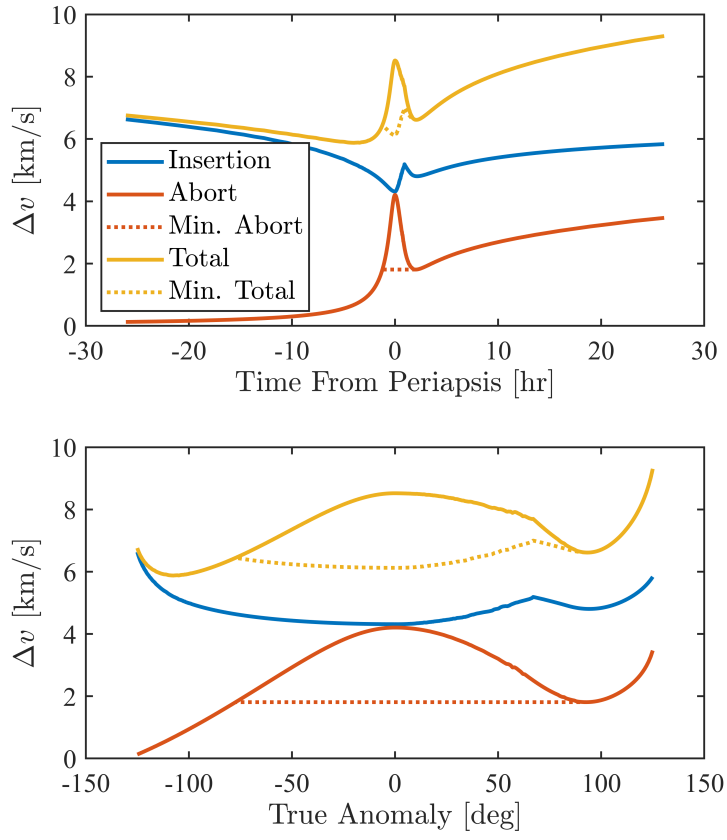 10
8
6
4
2
0
Δv [km/s]
Insertion
Abort
Min. Abort
Total
Min. Total
-30 -20 -10 0 10 20 30
Time From Periapsis [hr]
10
8
6
4
2
0
Δv [km/s]
-150 -100 -50 0 50 100 150
True Anomaly [deg]